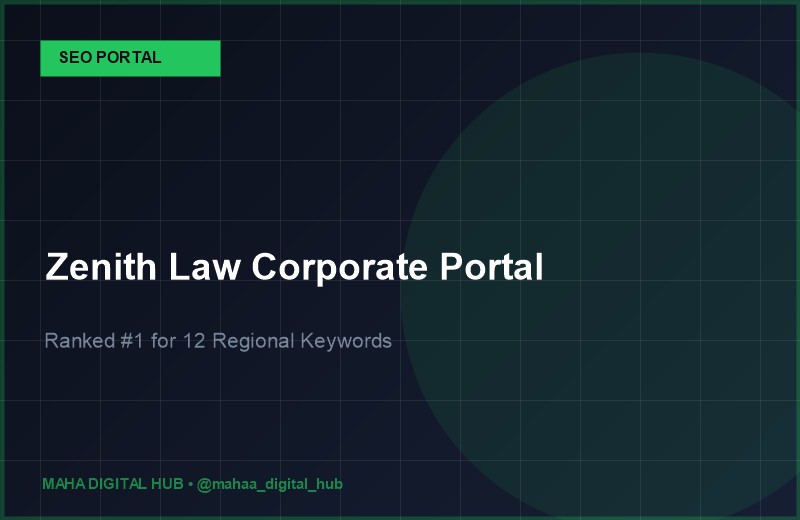 SEO PORTAL
Zenith Law Corporate Portal
Ranked #1 for 12 Regional Keywords
MAHA DIGITAL HUB • @mahaa_digital_hub